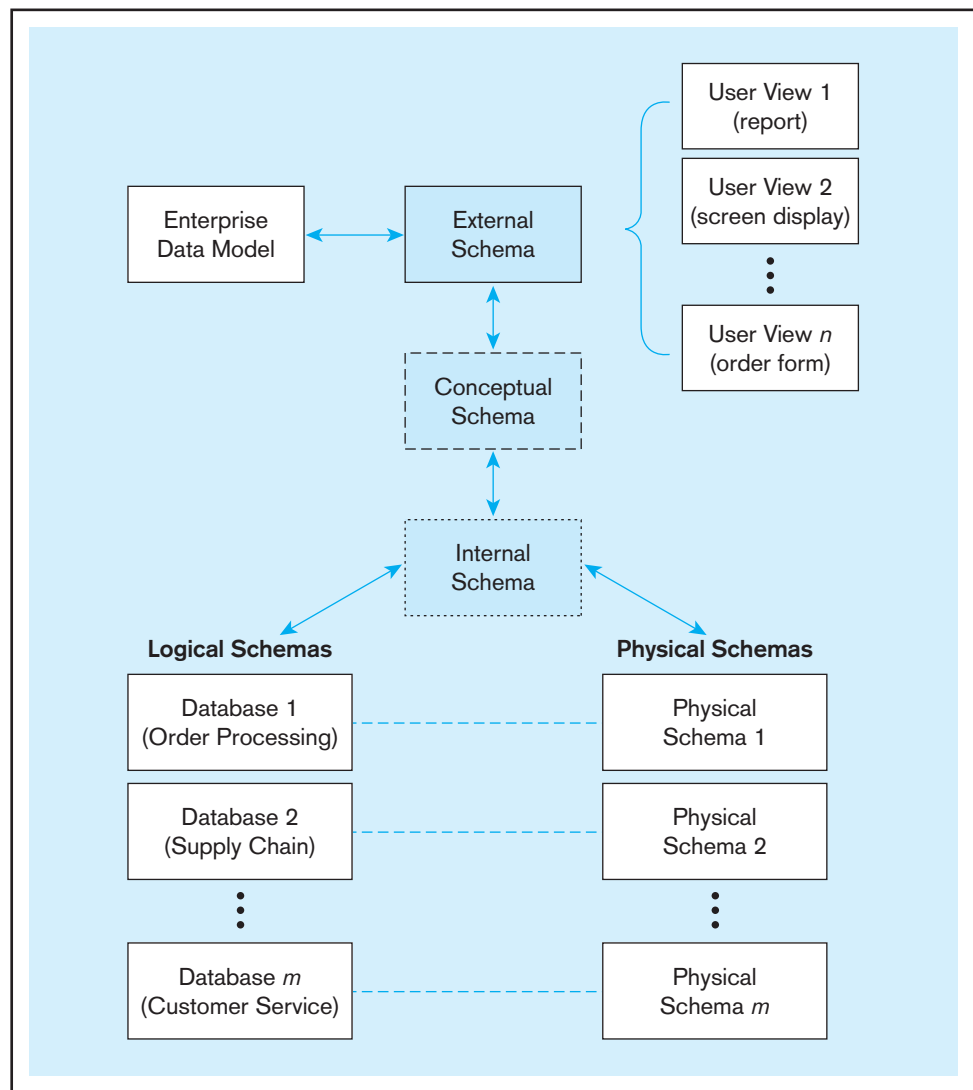 User View 1
(report)
User View 2
(screen display)
User View n
(order form)
Enterprise
Data Model
External
Schema
Conceptual
Schema
Internal
Schema
Logical Schemas
Physical Schemas
Database 1
(Order Processing)
Physical
Schema 1
Database 2
(Supply Chain)
Physical
Schema 2
Database m
(Customer Service)
Physical
Schema m